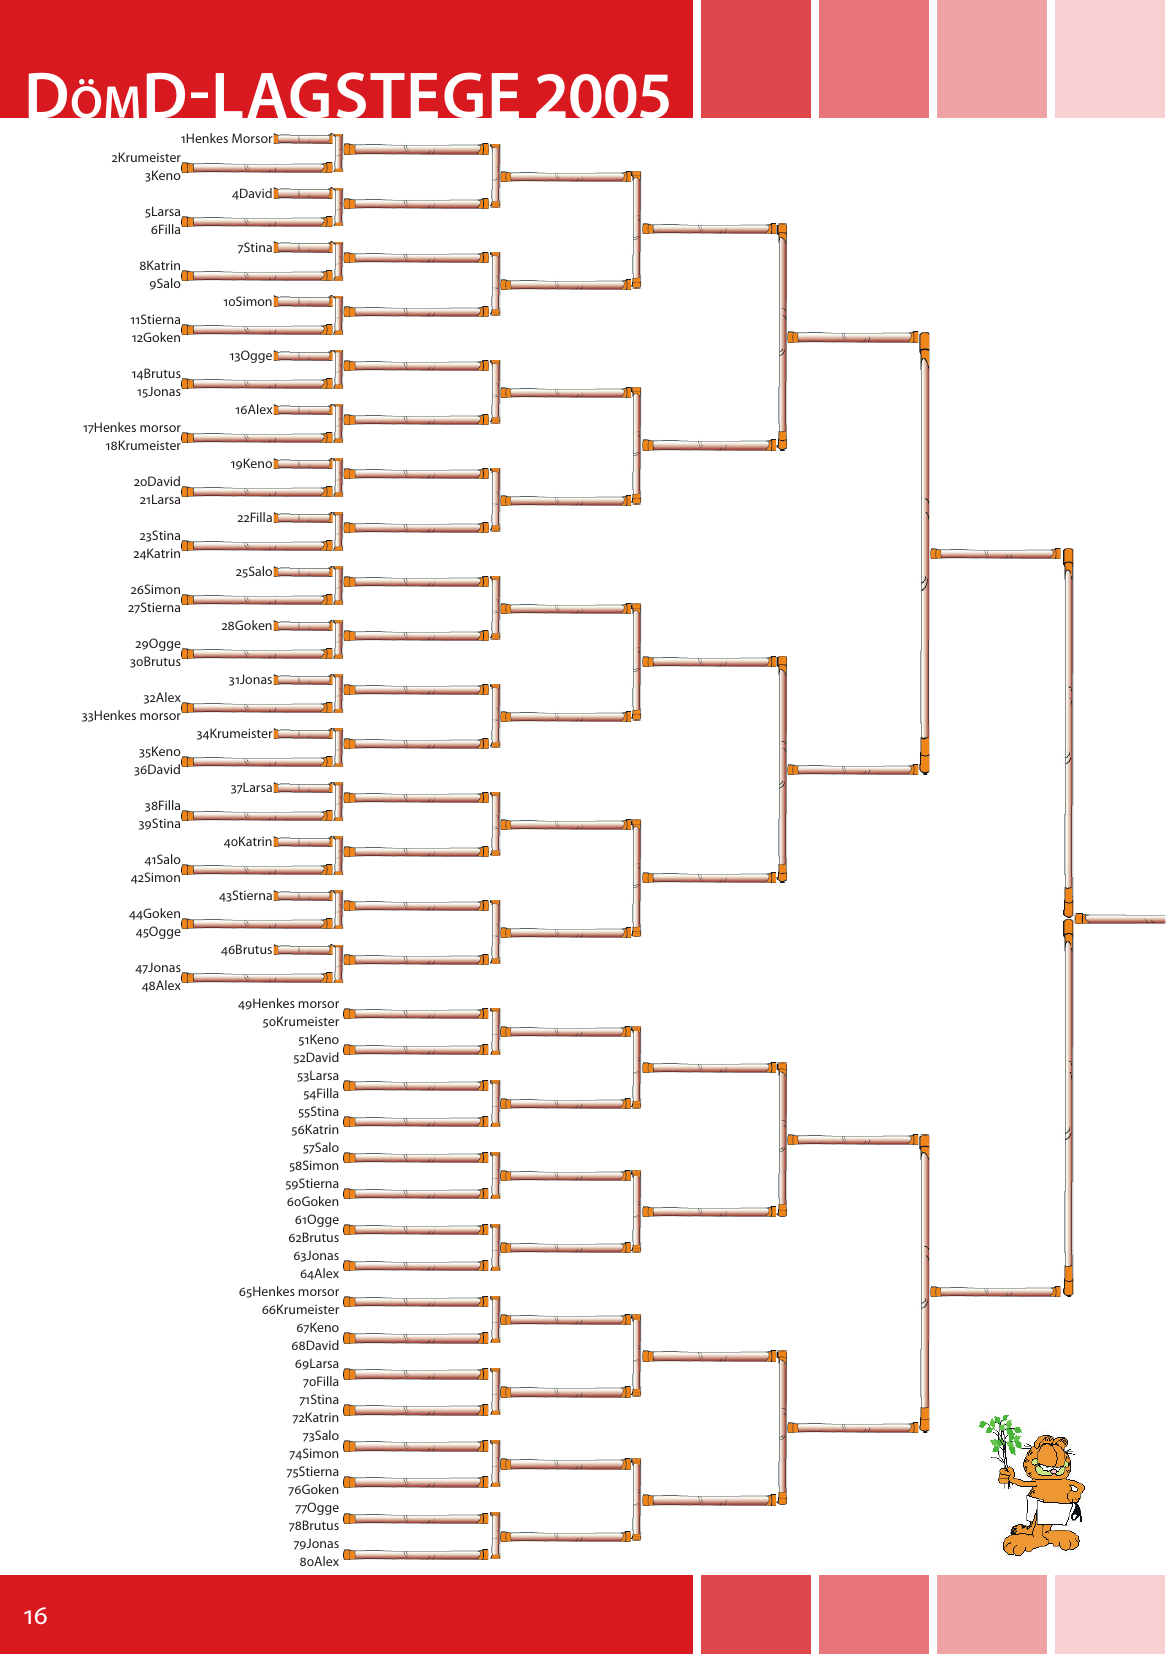 DÖMD-LAGSTEGE 2005
1Henkes Morsor
2Krumeister
3Keno
4David
5Larsa
6Filla
7Stina
8Katrin
9Salo
10Simon
11Stierna
12Goken
13Ogge
14Brutus
15Jonas
16Alex
17Henkes morsor
18Krumeister
19Keno
20David
21Larsa
22Filla
23Stina
24Katrin
25Salo
26Simon
27Stierna
28Goken
29Ogge
30Brutus
31Jonas
32Alex
33Henkes morsor
34Krumeister
35Keno
36David
37Larsa
38Filla
39Stina
40Katrin
41Salo
42Simon
43Stierna
44Goken
45Ogge
46Brutus
47Jonas
48Alex
49Henkes morsor
50Krumeister
51Keno
52David
53Larsa
54Filla
55Stina
56Katrin
57Salo
58Simon
59Stierna
60Goken
61Ogge
62Brutus
63Jonas
64Alex
65Henkes morsor
66Krumeister
67Keno
68David
69Larsa
70Filla
71Stina
72Katrin
73Salo
74Simon
75Stierna
76Goken
77Ogge
78Brutus
79Jonas
80Alex
16